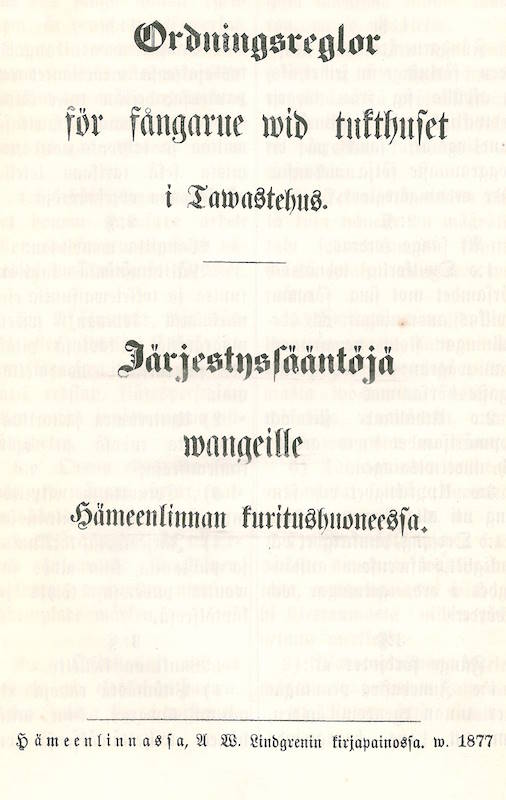 Ordningsreglor
för fångarne wid tukthuset
i Tawastehus.
Järjestyssääntöjä
wangeille
Hämeenlinnan kuritushuoneessa.
Hämeenlinnassa, A W. Lindgrenin kirjapainossa. w. 1877